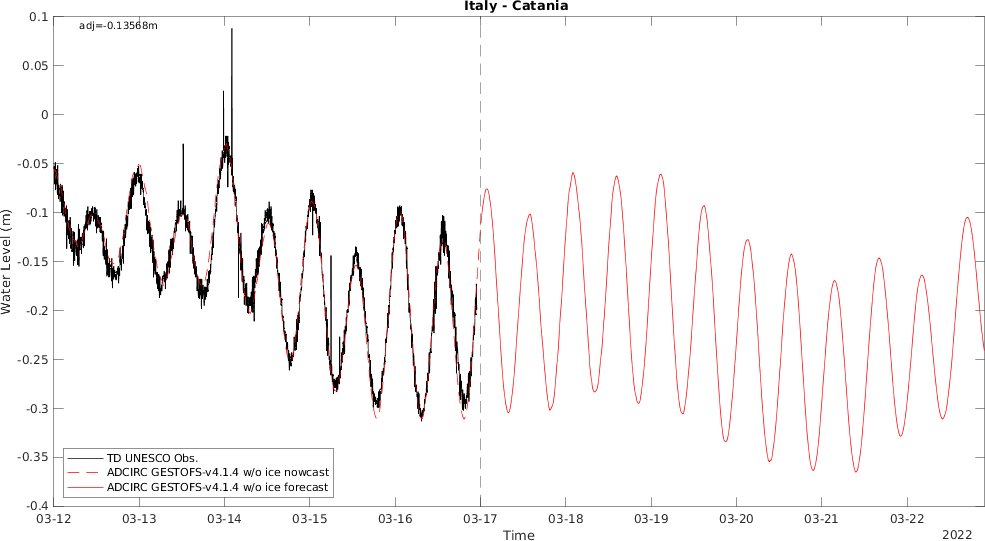 Italy - Catania
adj=-0.13568m
0.1
0.05
0
-0.05
-0.1
-0.15
-0.2
-0.25
-0.3
-0.35
-0.4
Water Level (m)
TD UNESCO Obs.
ADCIRC GESTOFS-v4.1.4 w/o ice nowcast
ADCIRC GESTOFS-v4.1.4 w/o ice forecast
03-12 03-13 03-14 03-15 03-16 03-17 03-18 03-19 03-20 03-21 03-22
Time
2022